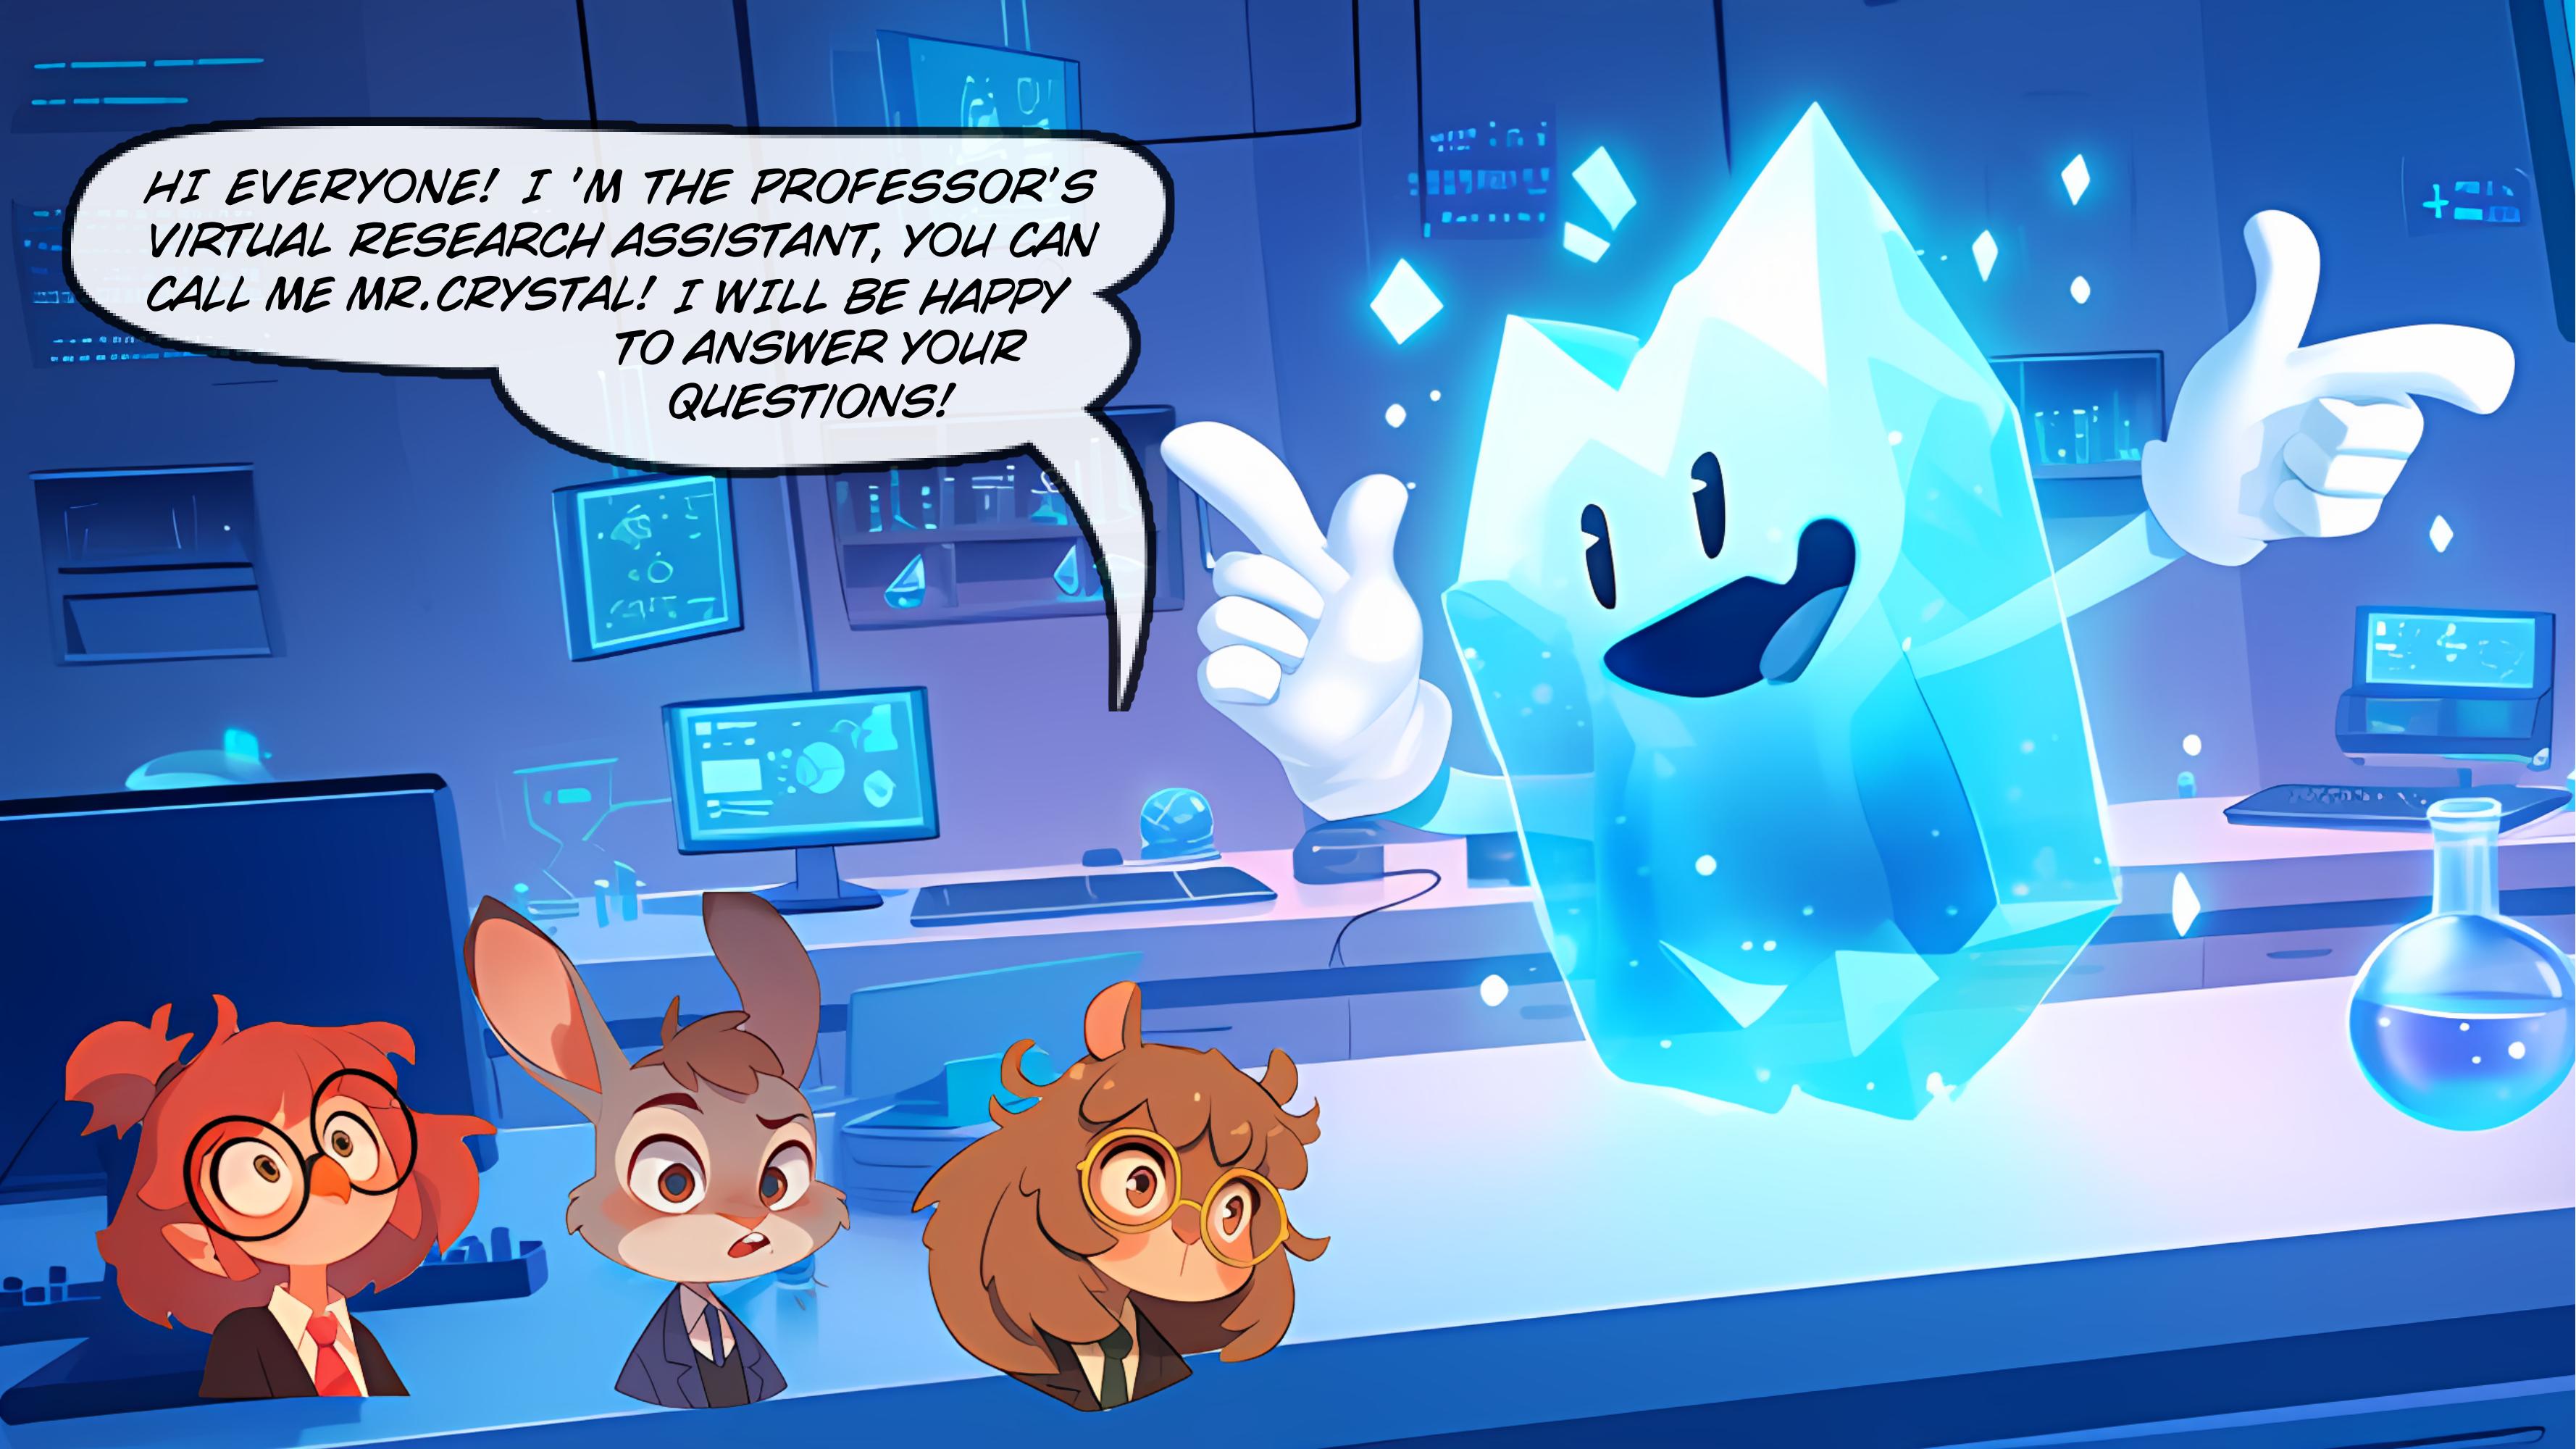 HI EVERYONE! I 'M THE PROFESSOR'S
VIRTUAL RESEARCH ASSISTANT, YOU CAN
CALL ME MR.CRYSTAL! I WILL BE HAPPY
TO ANSWER YOUR
QUESTIONS!